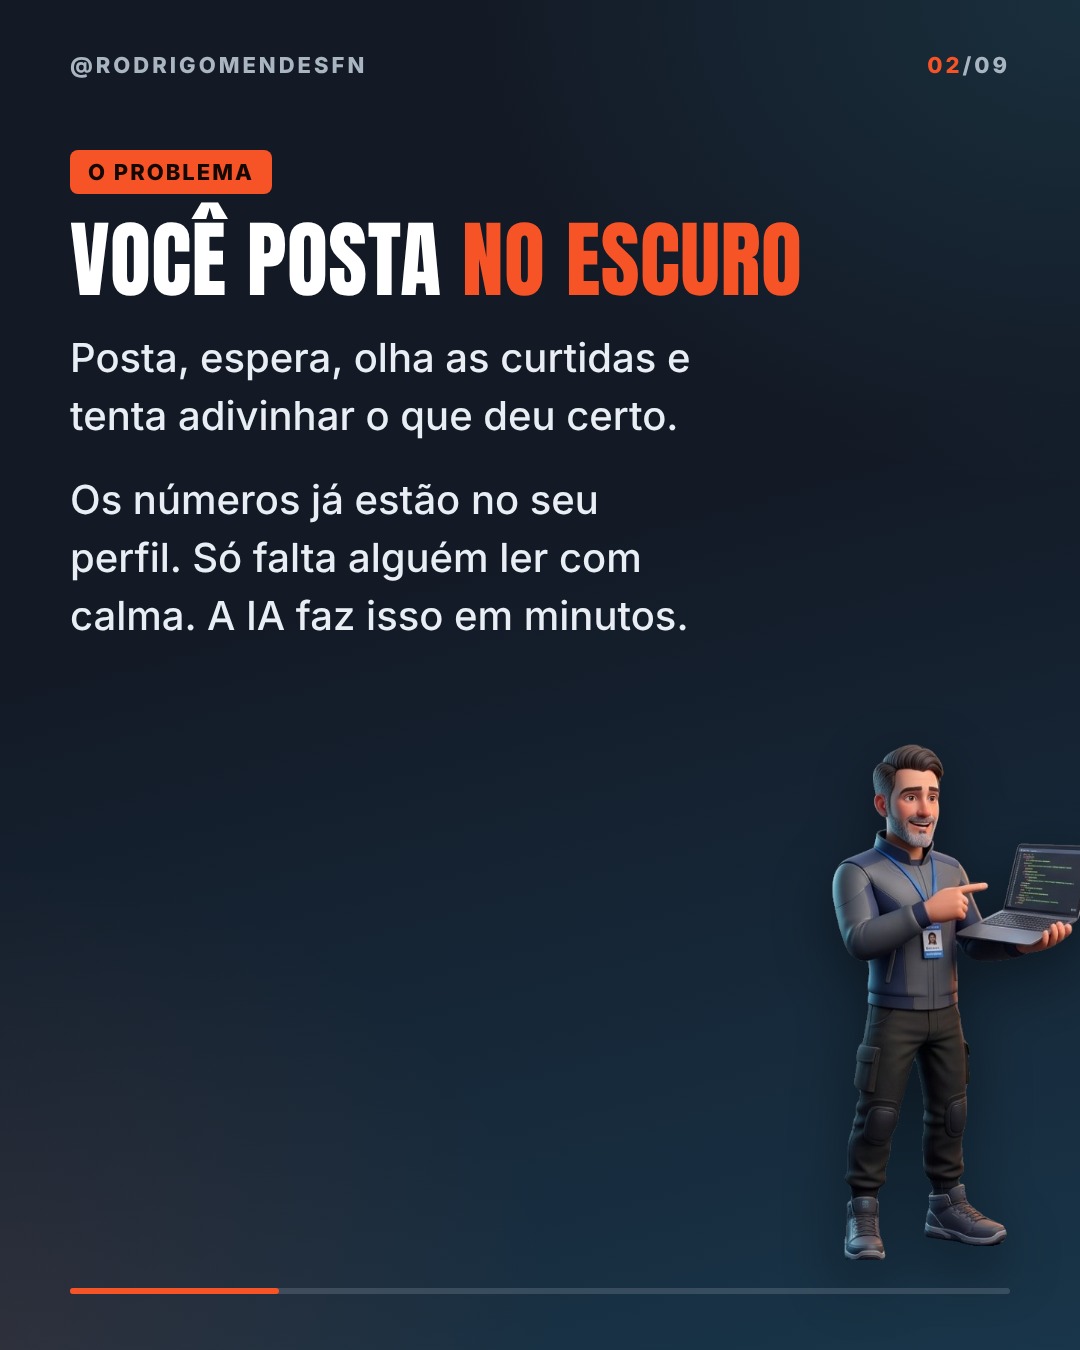 @RODRIGOMENDESFN
02/09
O PROBLEMA
VOCÊ POSTA NO ESCURO
Posta, espera, olha as curtidas e
tenta adivinhar o que deu certo.
Os números já estão no seu
perfil. Só falta alguém ler com
calma. A IA faz isso em minutos.